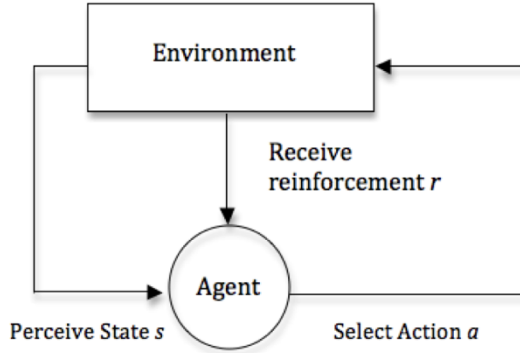 Environment
Receive
reinforcement r
Agent
Perceive State s
Select Action a